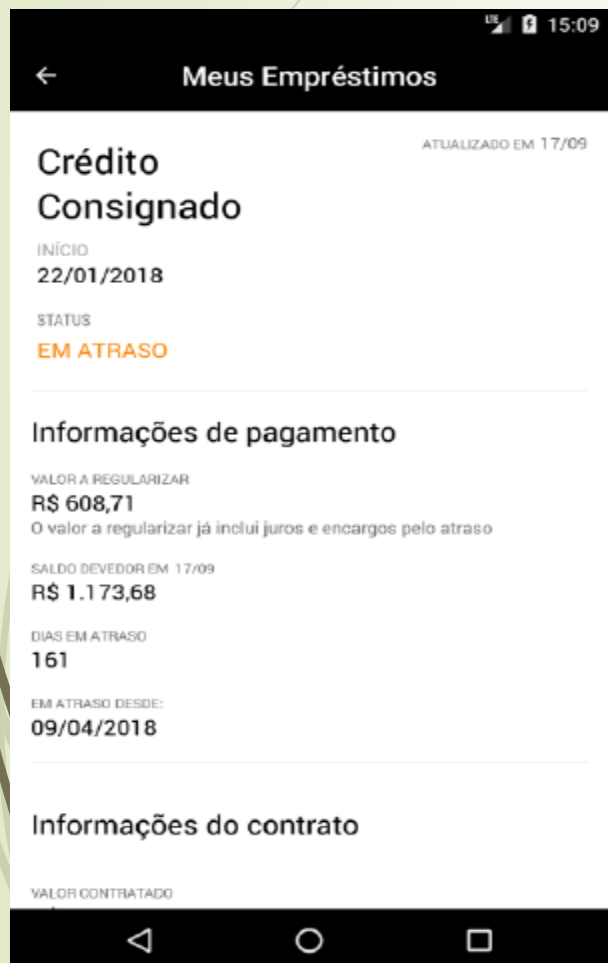 LTE 15:09
Meus Empréstimos
ATUALIZADO EM 17/09
Crédito
Consignado
INÍCIO
22/01/2018
STATUS
EM ATRASO
Informações de pagamento
VALOR A REGULARIZAR
R$ 608,71
O valor a regularizar já inclui juros e encargos pelo atraso
SALDO DEVEDOR EM 17/09
R$ 1.173,68
DIAS EM ATRASO
161
EM ATRASO DESDE:
09/04/2018
Informações do contrato
VALOR CONTRATADO